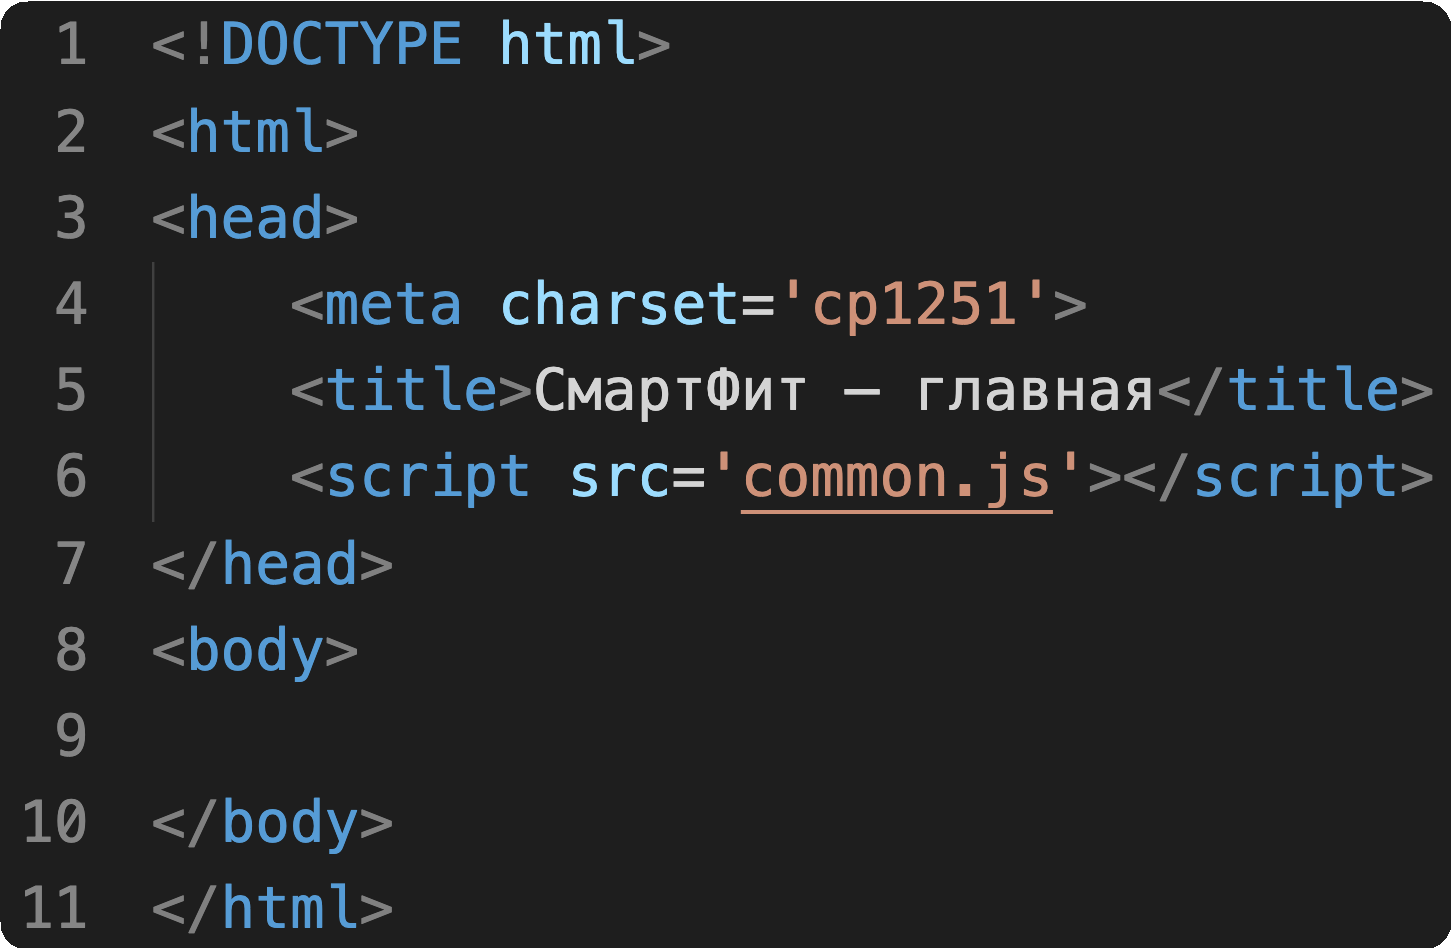 1 <!DOCTYPE html>
2 <html>
3 <head>
4 <meta charset='cp1251'>
5 <title>СмартФит — главная</title>
6 <script src='common.js'></script>
7 </head>
8 <body>
9
10 </body>
11 </html>